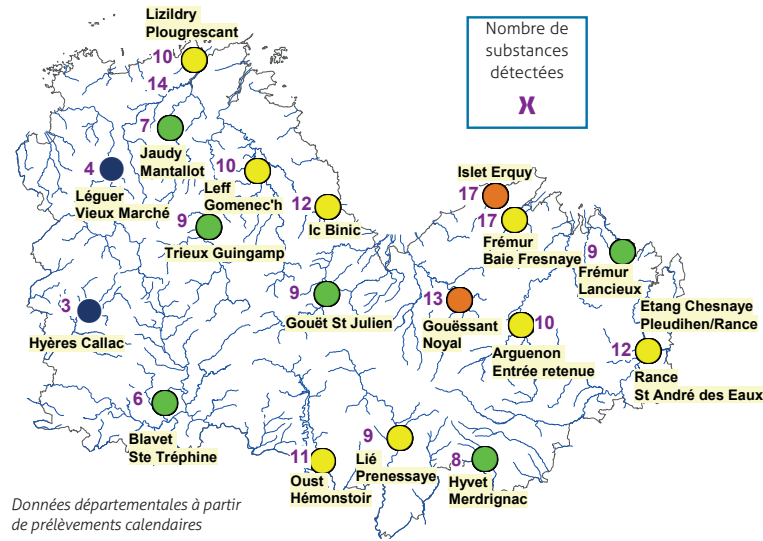 Lizildry
Plougrescant
Nombre de
substances
détectées
X
10
14
7
Jaudy
Mantallot
4
Léguer
Vieux Marché
10
Leff
Gomenec'h
12
Ic Binic
9
Trieux Guingamp
Islet Erquy
17
17
Frémur
Baie Fresnaye
9
Frémur
Lancieux
3
Hyères Callac
9
Gouët St Julien
13
Gouëssant
Noyal
10
Arguenon
Entrée retenue
Etang Chesnaye
Pleudihen/Rance
12
Rance
St André des Eaux
6
Blavet
Ste Tréphine
11
Oust
Hémonstoir
9
Lié
Prenessaye
8
Hyvet
Merdrignac
Données départementales à partir
de prélèvements calendaires